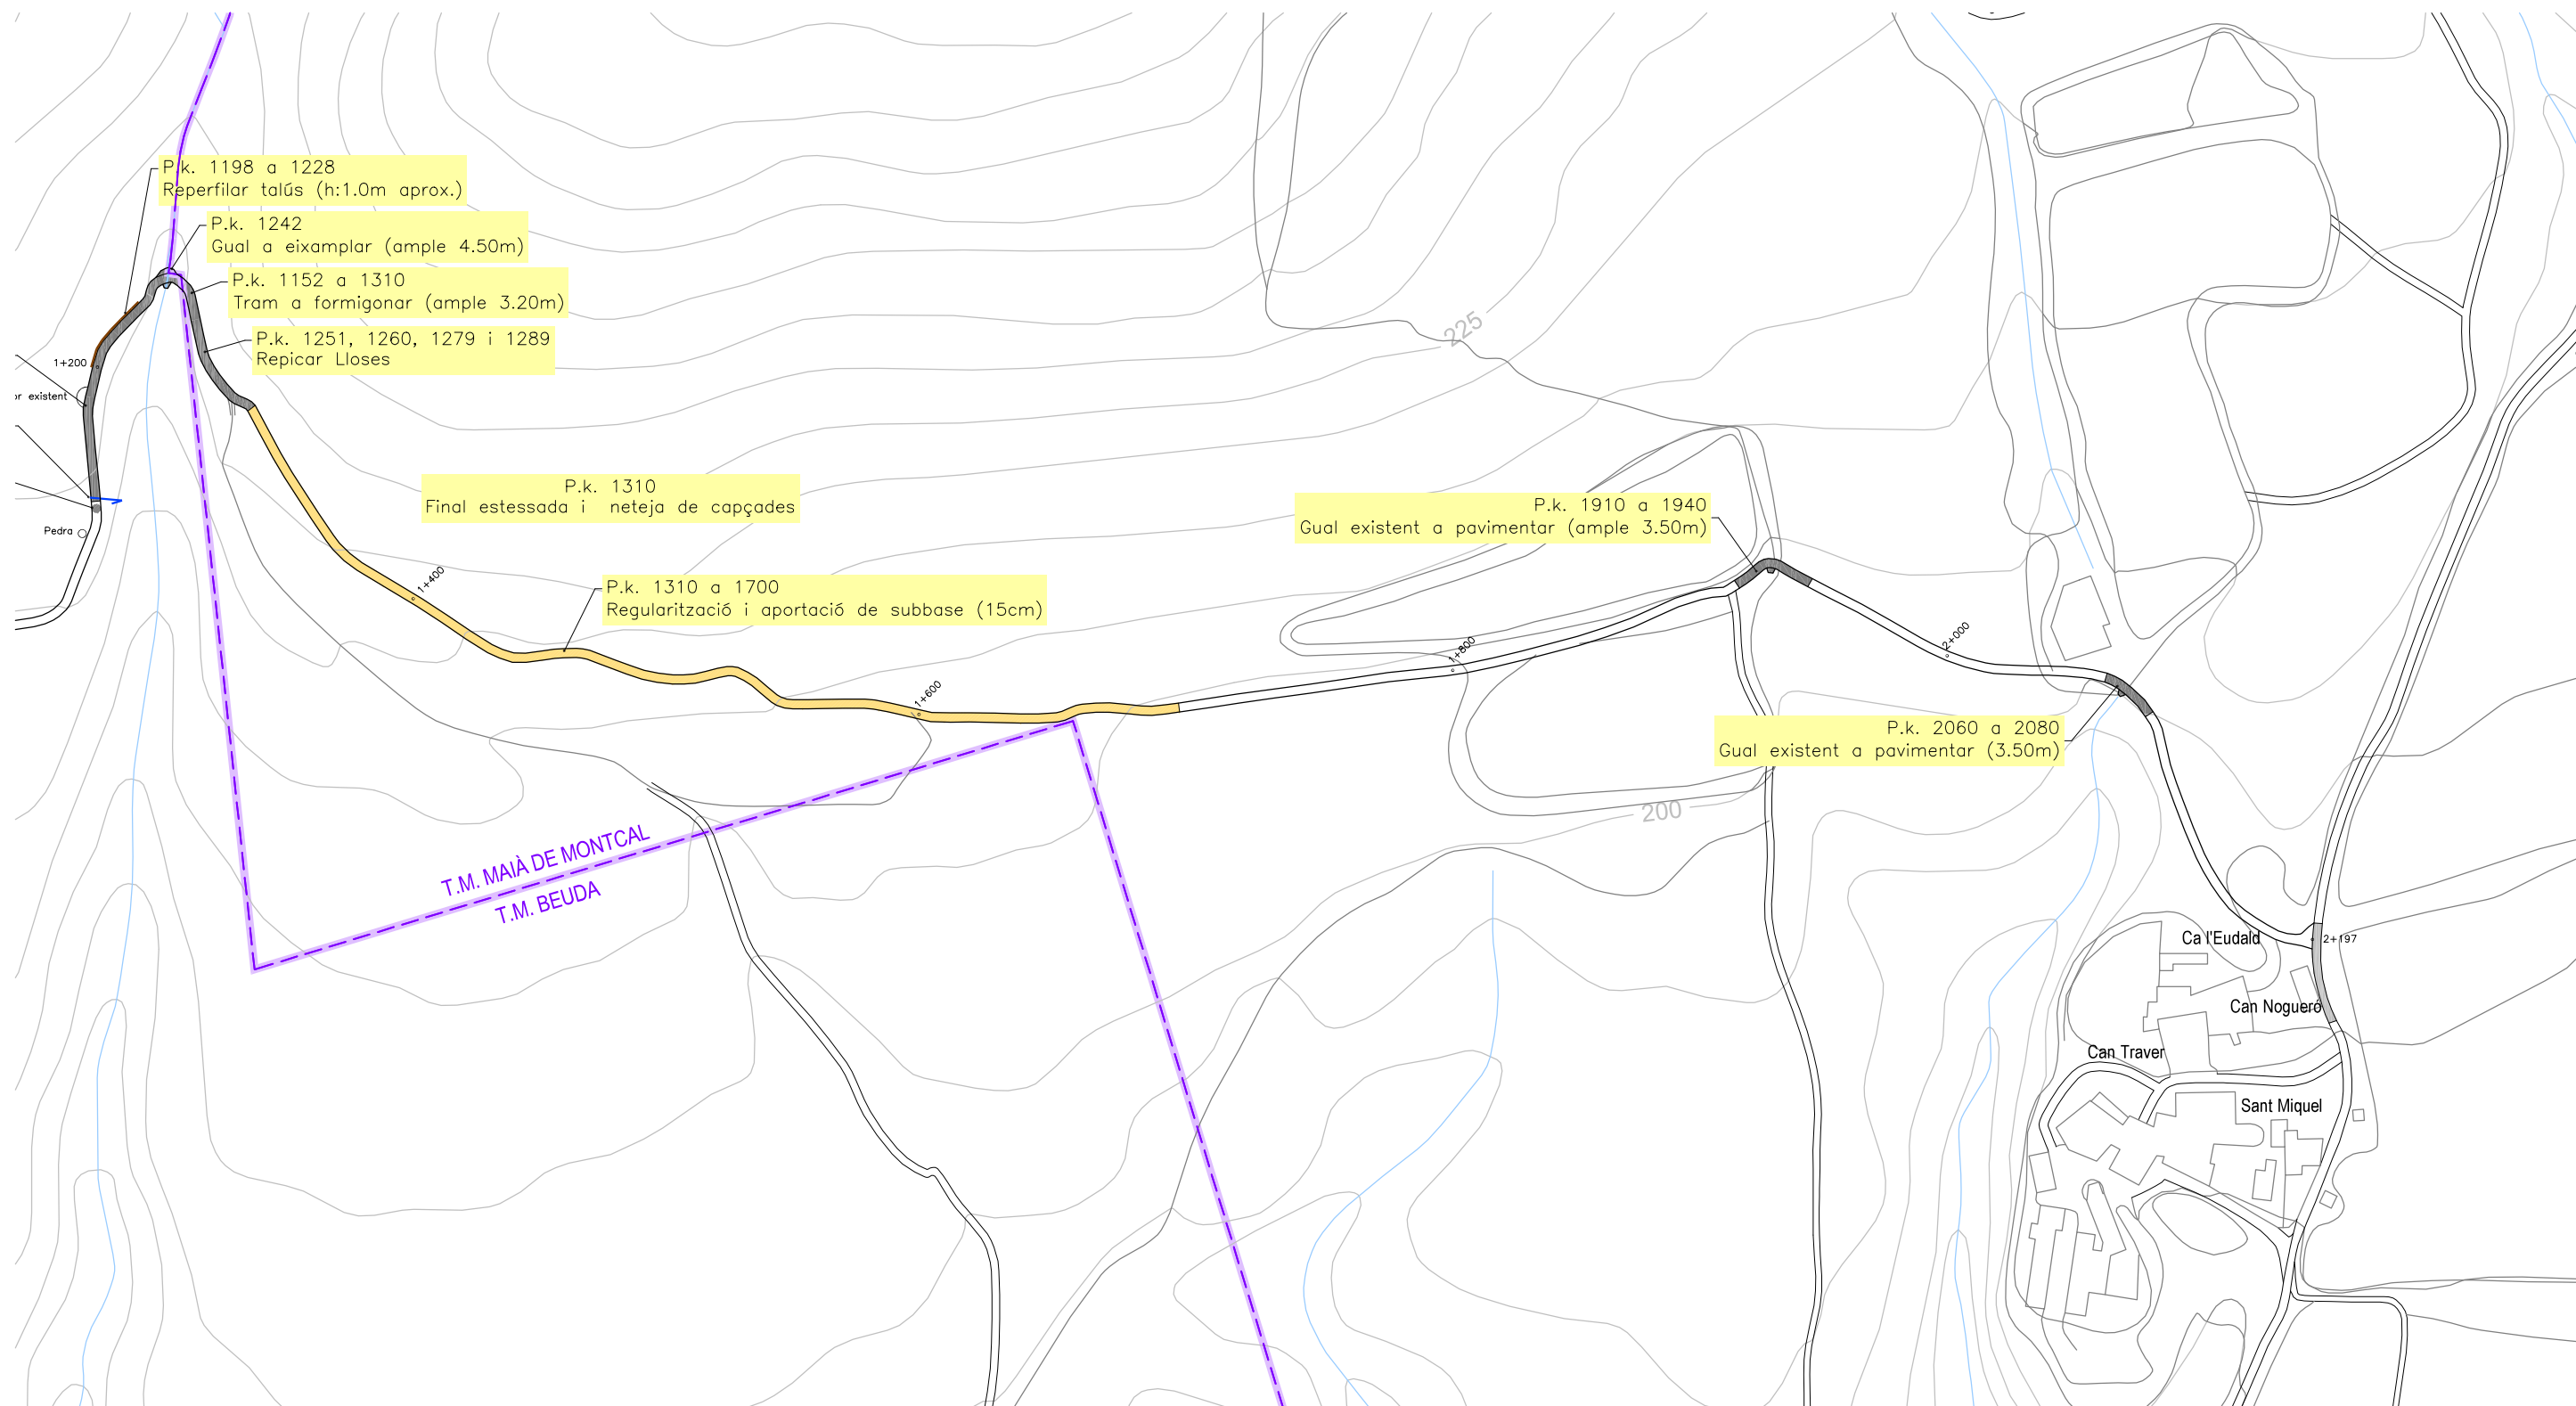 P.k. 1198 a 1228
Reperfilar talús (h:1.0m aprox.)
P.k. 1242
Gual a eixamplar (ample 4.50m)
P.k. 1152 a 1310
Tram a formigonar (ample 3.20m)
P.k. 1251, 1260, 1279 i 1289
Repicar Lloses
1+200
or existent
Pedra
225
P.k. 1310
Final estessada i neteja de capçades
P.k. 1910 a 1940
Gual existent a pavimentar (ample 3.50m)
1+400
P.k. 1310 a 1700
Regularització i aportació de subbase (15cm)
1+600
1+800
2+000
P.k. 2060 a 2080
Gual existent a pavimentar (3.50m)
200
T.M. MAIÀ DE MONTCAL
T.M. BEUDA
Ca l'Eudald
2+197
Can Nogueró
Can Traver
Sant Miquel